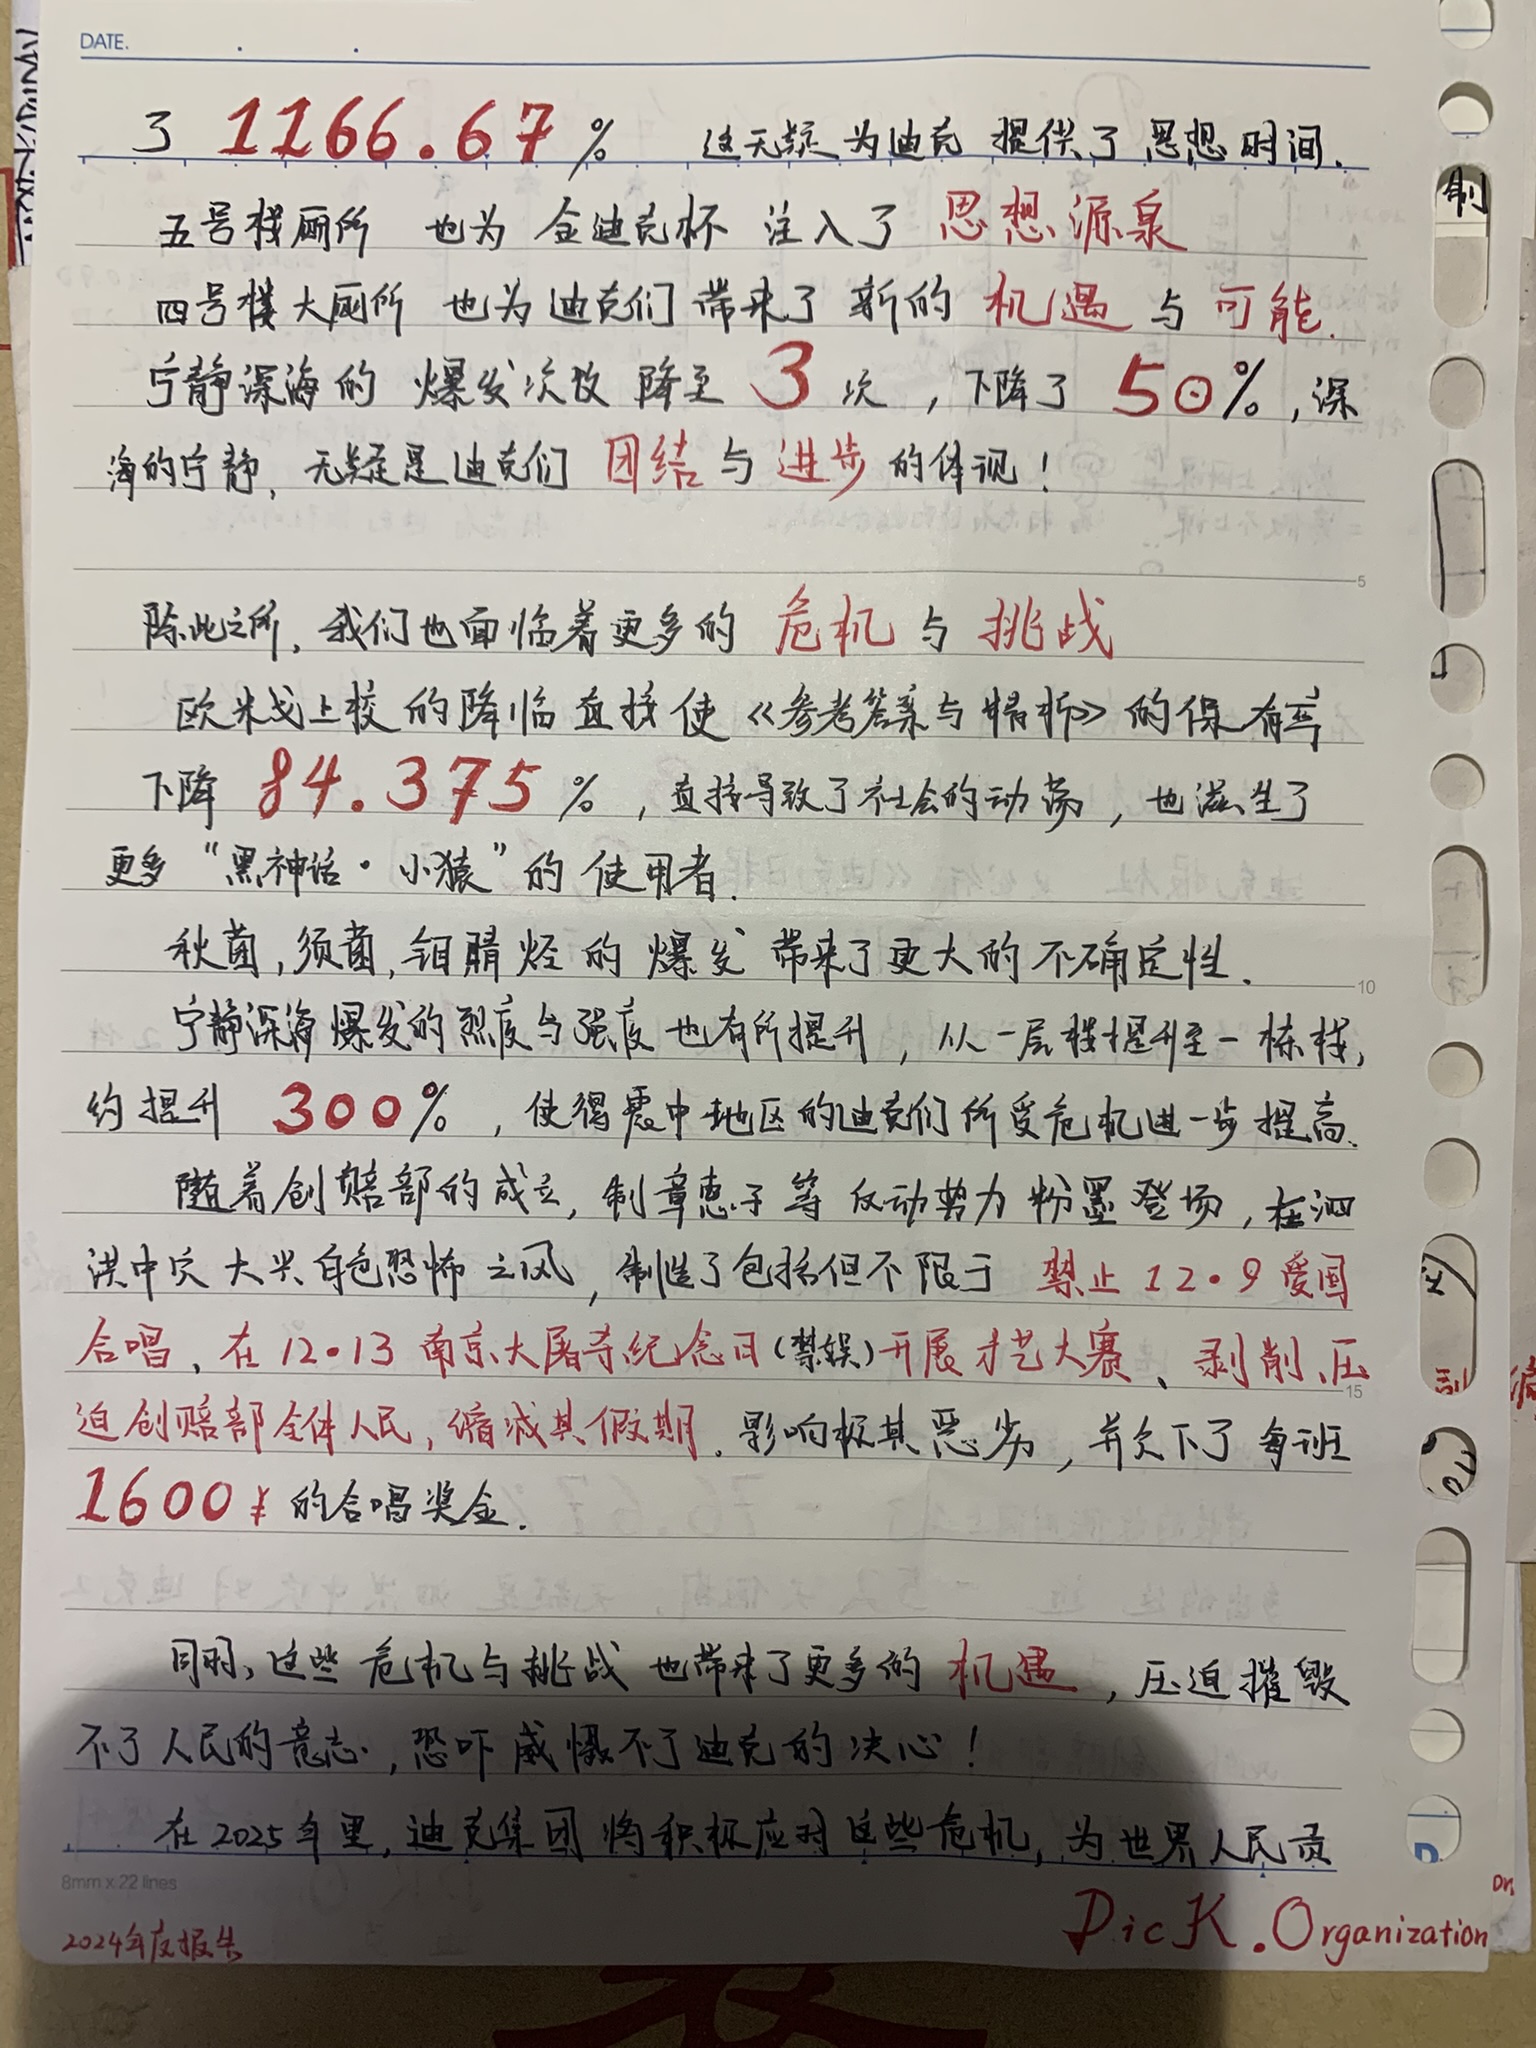 DATE.
了 1166.67% 这无疑为迪克 提供了 思想时间.
五号楼厕所 也为 金迪克杯 注入了 思想源泉
四号楼大厕所 也为迪克们 带来了 新的 机遇 与 可能.
宁静深海的 爆发次数 降至 3 次 , 下降了 50% , 深
海的宁静, 无疑是迪克们 团结与进步的体现!
5
除此之所, 我们也面临着更多的 危机 与 挑战
欧米戈上校的降临直接使《参考答案与精析》的保有率
下降 84.375% , 直接导致了社会的动荡 , 也滋生了
更多 “黑神话·小猿” 的 使用者.
秋菌, 须菌, 钼腈烃 的 爆发 带来了更大的不确定性.
10
宁静深海爆发的烈度与强度也有所提升, 从一层楼提升至一栋楼,
约提升 300% , 使得震中地区的迪克们所受危机进一步提高.
随着创赔部的成立, 制章惠子等 反动势力 粉墨登场, 在泗
洪中灾大兴白色恐怖之风, 制造了包括但不限于 禁止12·9爱国
合唱、在12·13南京大屠杀纪念日(禁娱)开展才艺大赛、剥削、压
15
迫创赔部全体人民, 缩减其假期. 影响极其恶劣, 并欠下了每班
1600¥ 的合唱奖金.
同时, 这些 危机与挑战 也带来了更多的 机遇 , 压迫摧毁
不了人民的意志, 恐吓威慑不了迪克的决心!
在2025年里, 迪克集团将积极应对这些危机, 为世界人民贡
8mm x 22 lines
2024年度报告
DicK.Organization